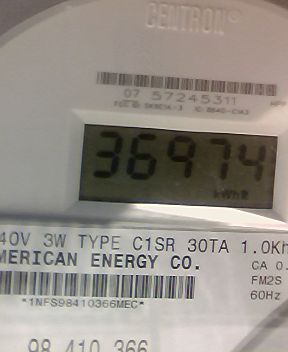 CENTRON®
07 57245311
36974
kWh R
40V 3W TYPE C1SR 30TA 1.0Kh
MERICAN ENERGY CO.
CA 0.
FM2S
*1NFS98410366MEC*
60Hz
98 410 366